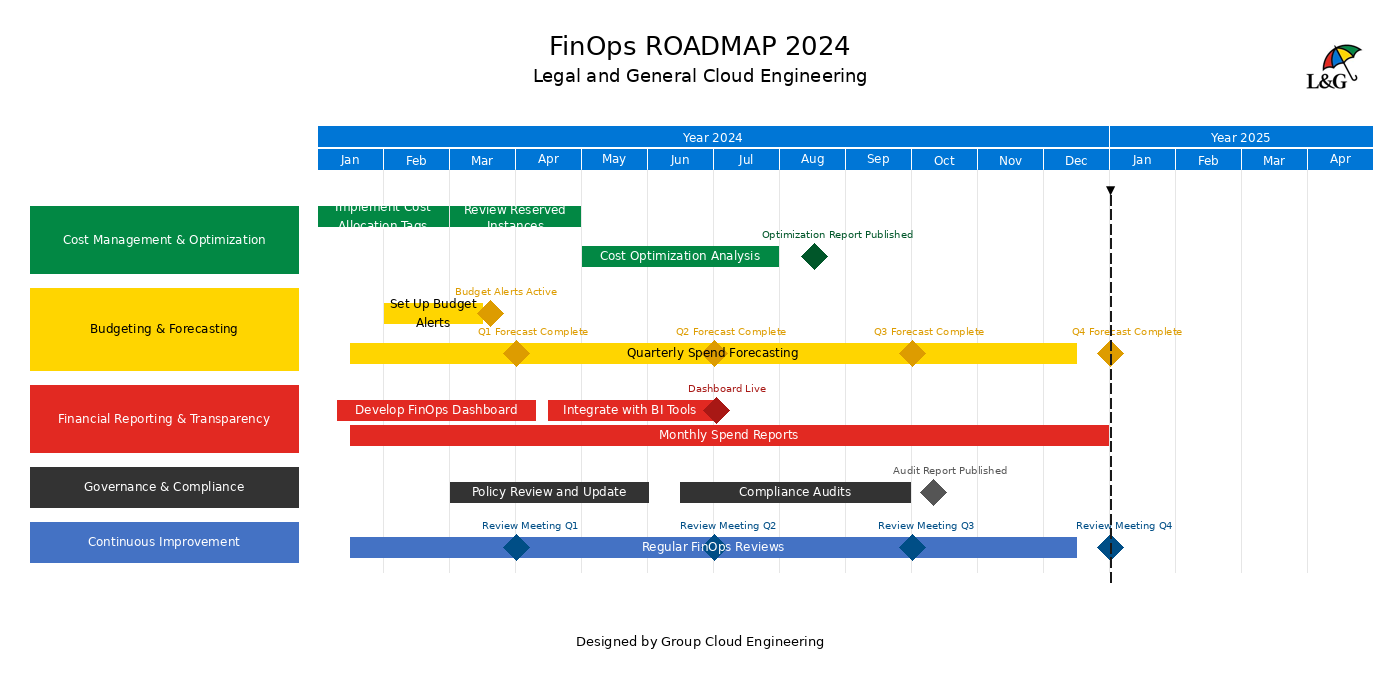 FinOps ROADMAP 2024
Legal and General Cloud Engineering
L&G
Year 2024 Year 2025
Jan Feb Mar Apr May Jun Jul Aug Sep Oct Nov Dec Jan Feb Mar Apr
Cost Management & Optimization
Implement Cost
Allocation Tags
Review Reserved
Instances
Optimization Report Published
Cost Optimization Analysis
Budgeting & Forecasting
Budget Alerts Active
Set Up Budget
Alerts
Q1 Forecast Complete Q2 Forecast Complete Q3 Forecast Complete Q4 Forecast Complete
Quarterly Spend Forecasting
Financial Reporting & Transparency
Dashboard Live
Develop FinOps Dashboard Integrate with BI Tools
Monthly Spend Reports
Governance & Compliance
Audit Report Published
Policy Review and Update Compliance Audits
Continuous Improvement
Review Meeting Q1 Review Meeting Q2 Review Meeting Q3 Review Meeting Q4
Regular FinOps Reviews
Designed by Group Cloud Engineering